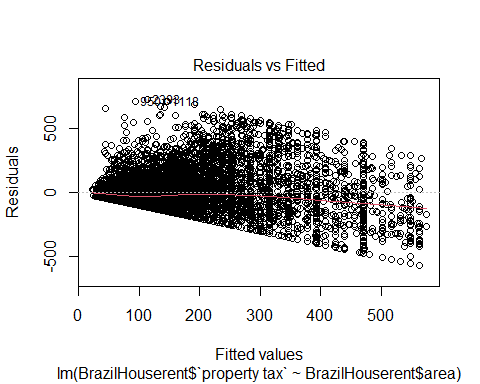 Residuals vs Fitted
Residuals
500
0
-500
0
100
200
300
400
500
Fitted values
lm(BrazilHouserent$`property tax` ~ BrazilHouserent$area)